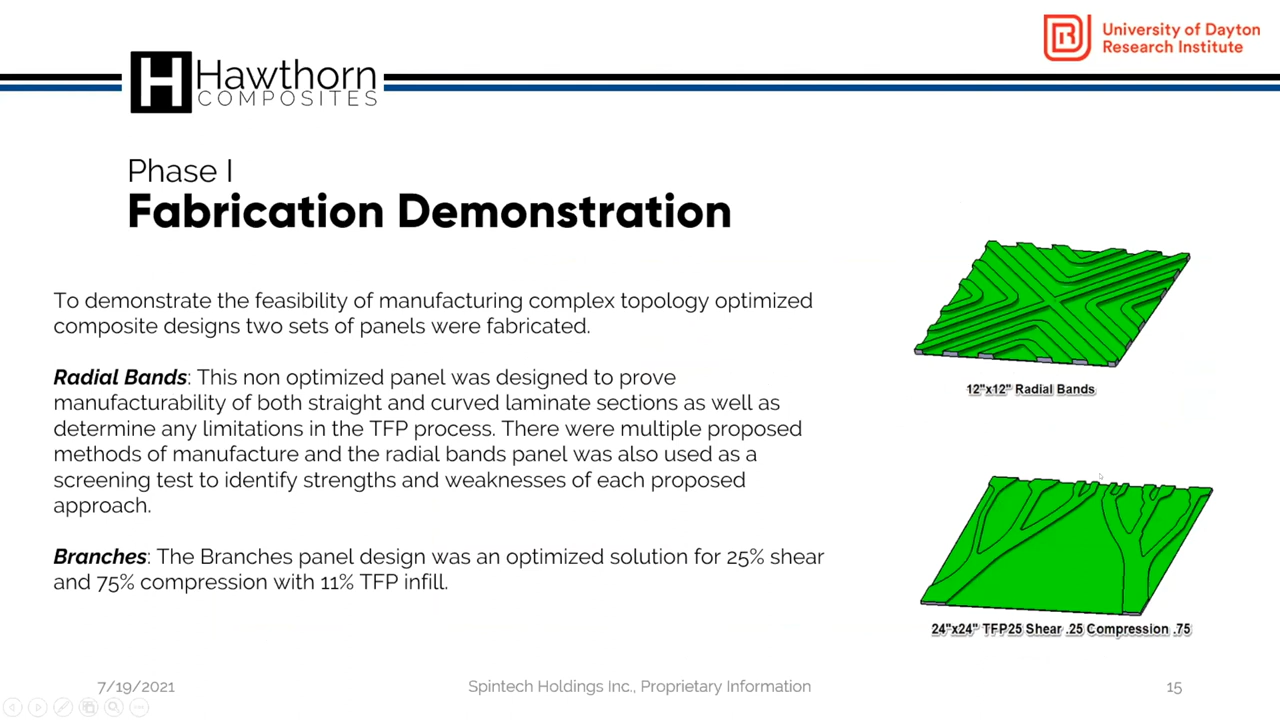 University of Dayton
Research Institute
H Hawthorn
COMPOSITES
Phase I
Fabrication Demonstration
To demonstrate the feasibility of manufacturing complex topology optimized
composite designs two sets of panels were fabricated.
Radial Bands: This non optimized panel was designed to prove
manufacturability of both straight and curved laminate sections as well as
determine any limitations in the TFP process. There were multiple proposed
methods of manufacture and the radial bands panel was also used as a
screening test to identify strengths and weaknesses of each proposed
approach.
Branches: The Branches panel design was an optimized solution for 25% shear
and 75% compression with 11% TFP infill.
12"x12" Radial Bands
24"x24" TFP25 Shear .25 Compression .75
7/19/2021
Spintech Holdings Inc., Proprietary Information
15